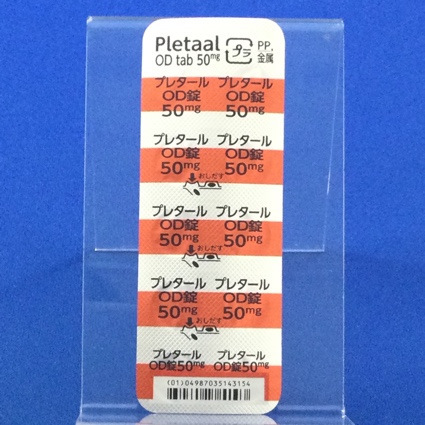 Pletaal プラ PP,
OD tab 50mg 金属
プレタール プレタール
OD錠 OD錠
50mg 50mg
プレタール プレタール
OD錠 OD錠
50mg 50mg
おしだす
プレタール プレタール
OD錠 OD錠
50mg 50mg
おしだす
プレタール プレタール
OD錠 OD錠
50mg 50mg
おしだす
プレタール プレタール
OD錠50mg OD錠50mg
(01)04987035143154